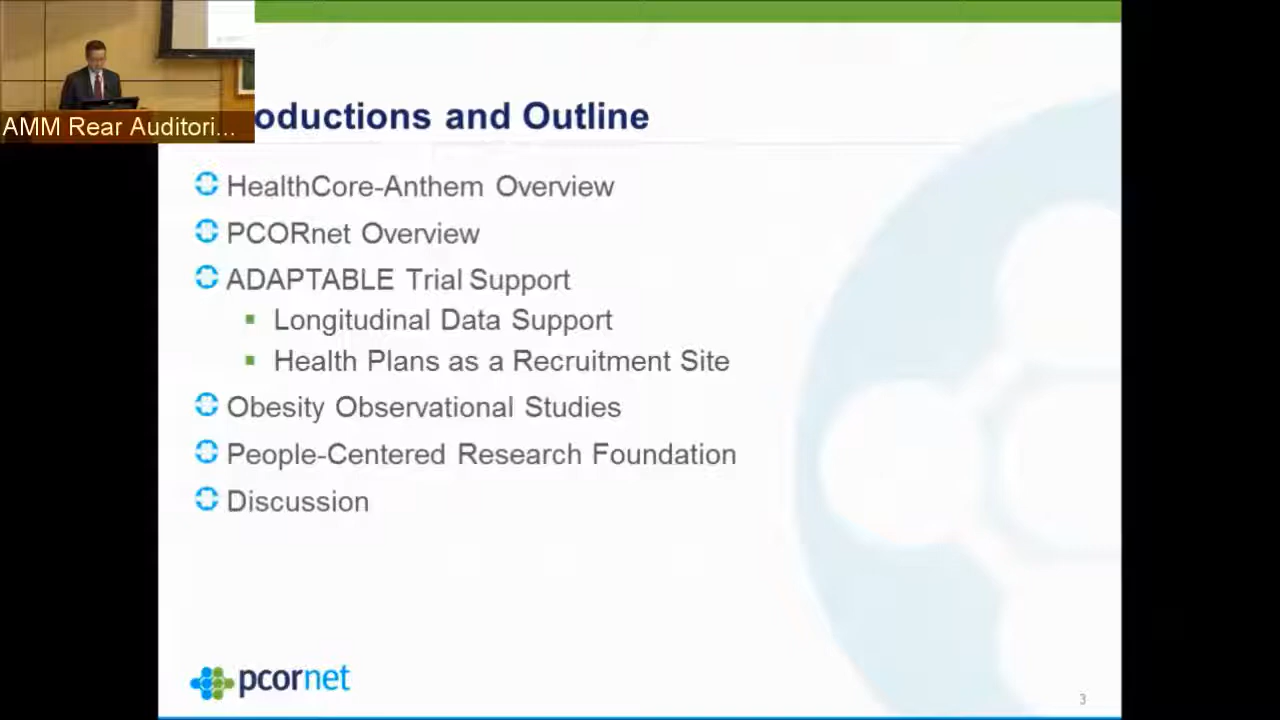 AMM Rear Auditori...
oductions and Outline
HealthCore-Anthem Overview
PCORnet Overview
ADAPTABLE Trial Support
Longitudinal Data Support
Health Plans as a Recruitment Site
Obesity Observational Studies
People-Centered Research Foundation
Discussion
pcornet
3